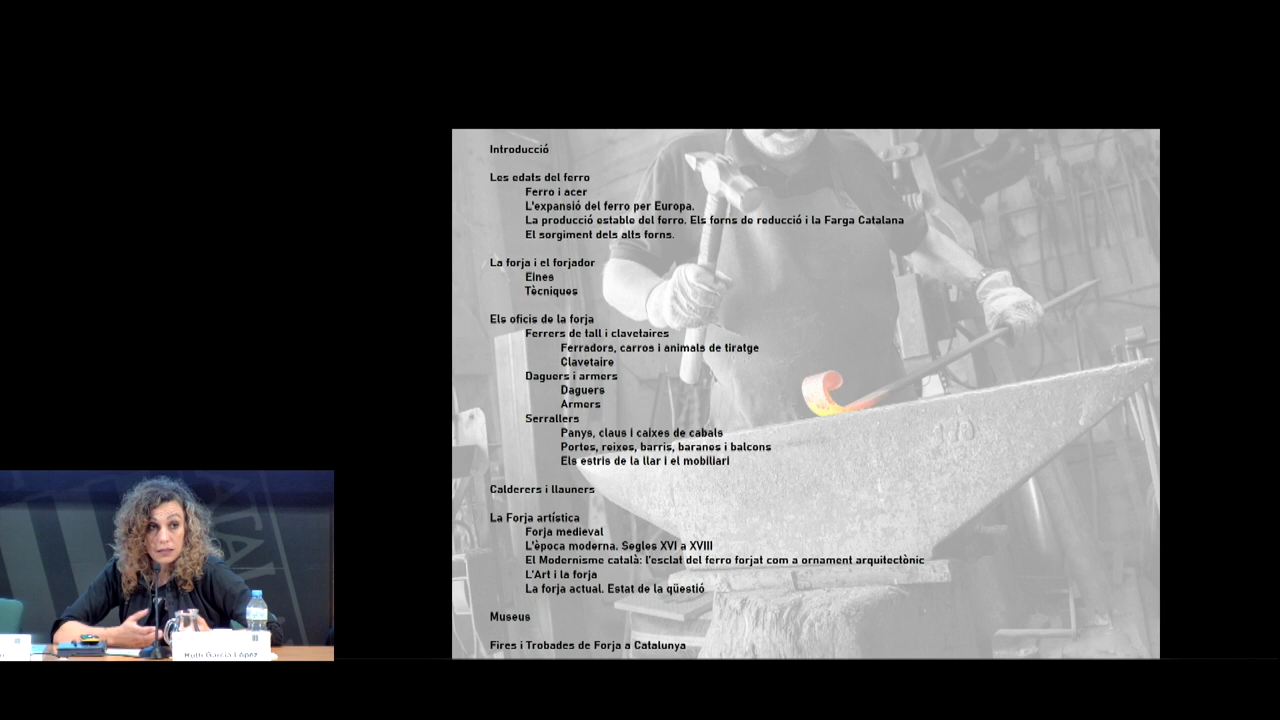 Introducció
Les edats del ferro
Ferro i acer
L'expansió del ferro per Europa.
La producció estable del ferro. Els forns de reducció i la Farga Catalana
El sorgiment dels alts forns.
La forja i el forjador
Eines
Tècniques
Els oficis de la forja
Ferrers de tall i clavetaires
Ferradors, carros i animals de tiratge
Clavetaire
Daguers i armers
Daguers
Armers
Serrallers
Panys, claus i caixes de cabals
Portes, reixes, barris, baranes i balcons
Els estris de la llar i el mobiliari
Calderers i llauners
La Forja artística
Forja medieval
L'època moderna. Segles XVI a XVIII
El Modernisme català: l'esclat del ferro forjat com a ornament arquitectònic
L'Art i la forja
La forja actual. Estat de la qüestió
Museus
Fires i Trobades de Forja a Catalunya
Ruth García López